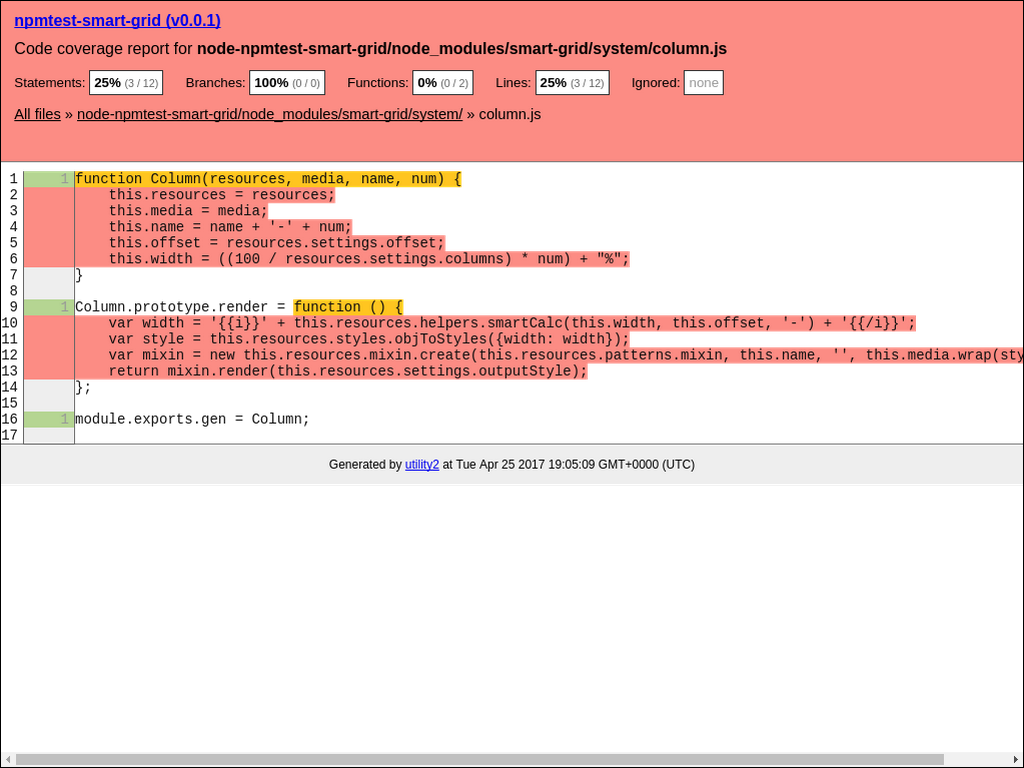 npmtest-smart-grid (v0.0.1)
Code coverage report for node-npmtest-smart-grid/node_modules/smart-grid/system/column.js
Statements: 25% (3 / 12) Branches: 100% (0 / 0) Functions: 0% (0 / 2) Lines: 25% (3 / 12) Ignored: none
All files » node-npmtest-smart-grid/node_modules/smart-grid/system/ » column.js
1 1 function Column(resources, media, name, num) {
2     this.resources = resources;
3     this.media = media;
4     this.name = name + '-' + num;
5     this.offset = resources.settings.offset;
6     this.width = ((100 / resources.settings.columns) * num) + "%";
7 }
8
9 1 Column.prototype.render = function () {
10     var width = '{{i}}' + this.resources.helpers.smartCalc(this.width, this.offset, '-') + '{{/i}}';
11     var style = this.resources.styles.objToStyles({width: width});
12     var mixin = new this.resources.mixin.create(this.resources.patterns.mixin, this.name, '', this.media.wrap(sty
13     return mixin.render(this.resources.settings.outputStyle);
14 };
15
16 1 module.exports.gen = Column;
17
Generated by utility2 at Tue Apr 25 2017 19:05:09 GMT+0000 (UTC)